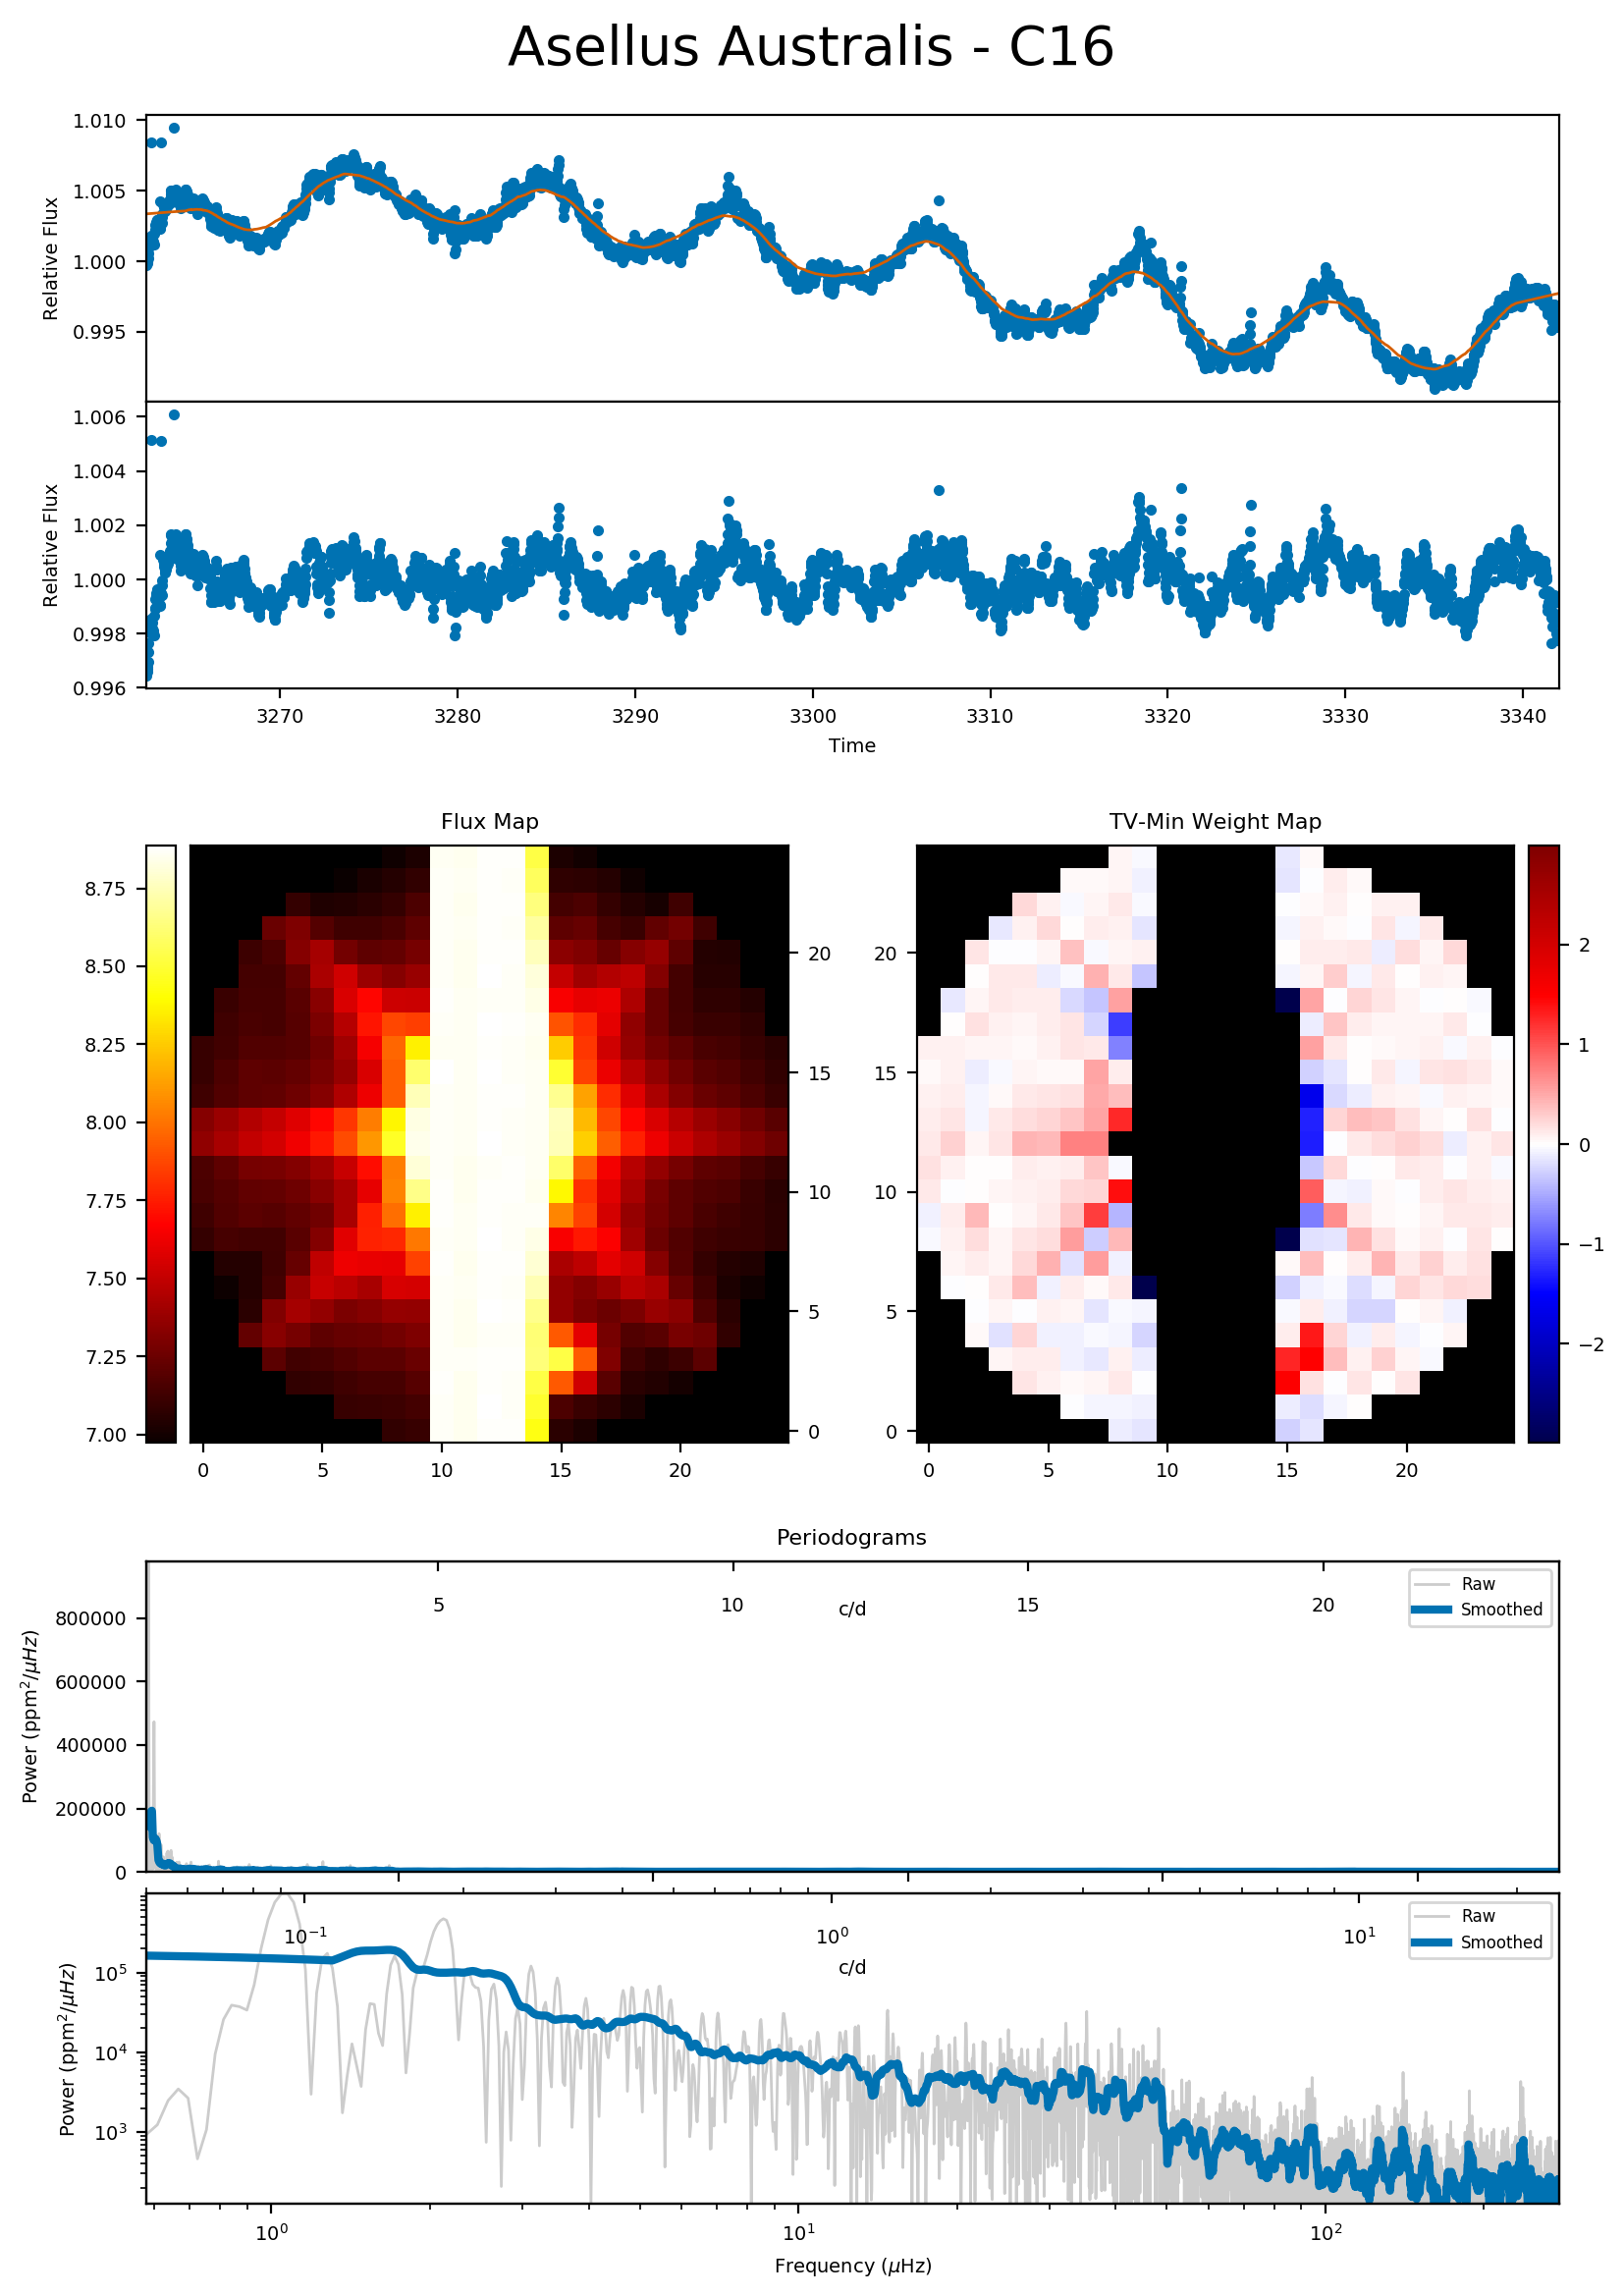 Asellus Australis - C16
1.010
1.005
1.000
0.995
Relative Flux
1.006
1.004
1.002
1.000
0.998
0.996
Relative Flux
3270 3280 3290 3300 3310 3320 3330 3340
Time
Flux Map
8.75
8.50
8.25
8.00
7.75
7.50
7.25
7.00
20
15
10
5
0
0 5 10 15 20
TV-Min Weight Map
20
15
10
5
0
0 5 10 15 20
2
1
0
−1
−2
Periodograms
5 10 15 20
c/d
Raw
Smoothed
800000
600000
400000
200000
0
Power (ppm²/μHz)
10⁻¹ 10⁰ 10¹
c/d
Raw
Smoothed
10⁵
10⁴
10³
Power (ppm²/μHz)
10⁰ 10¹ 10²
Frequency (μHz)